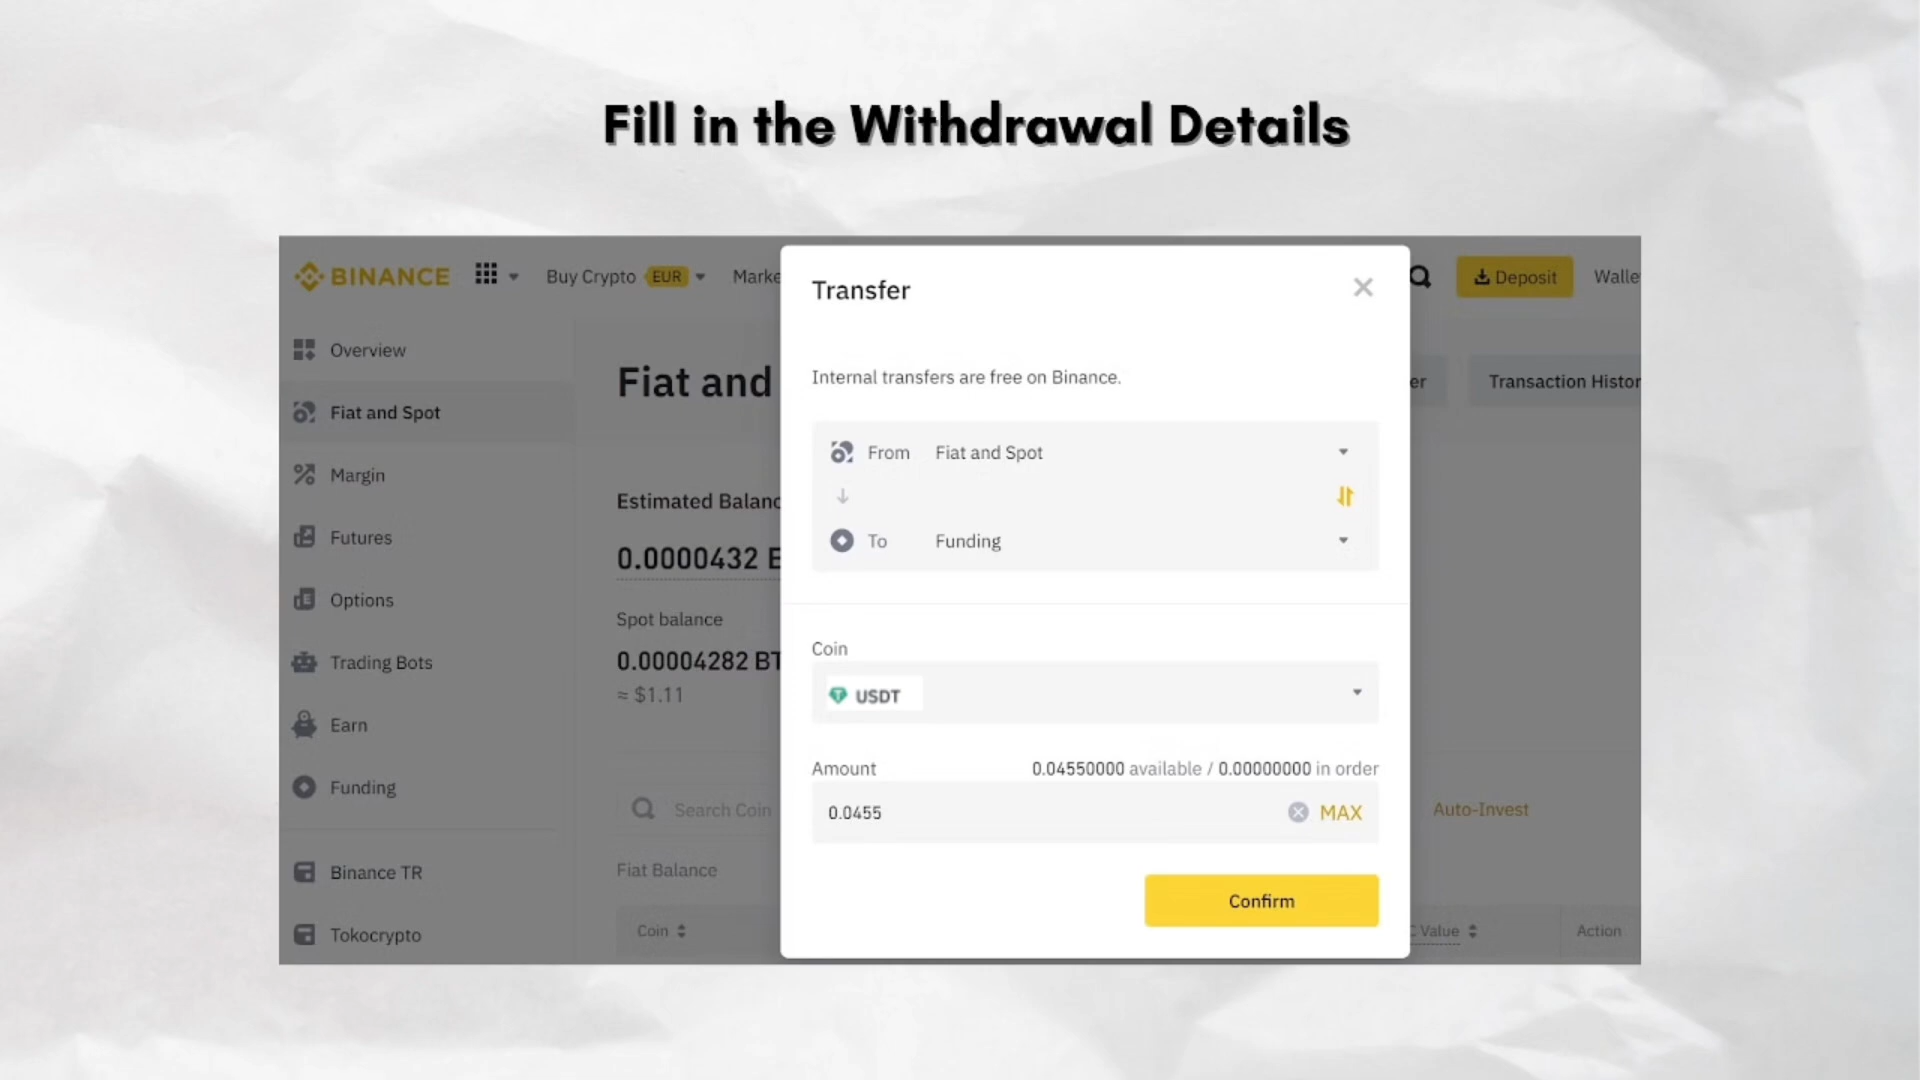 Fill in the Withdrawal Details
BINANCE
Buy Crypto EUR
Marke
Deposit
Walle
Overview
Fiat and Spot
Margin
Futures
Options
Trading Bots
Earn
Funding
Binance TR
Tokocrypto
Fiat and
er
Transaction Histor
Estimated Balanc
0.0000432
Spot balance
0.00004282 BT
≈ $1.11
Search Coin
Auto-Invest
Fiat Balance
Coin
C Value
Action
Transfer
Internal transfers are free on Binance.
From Fiat and Spot
To Funding
Coin
USDT
Amount 0.04550000 available / 0.00000000 in order
0.0455 MAX
Confirm